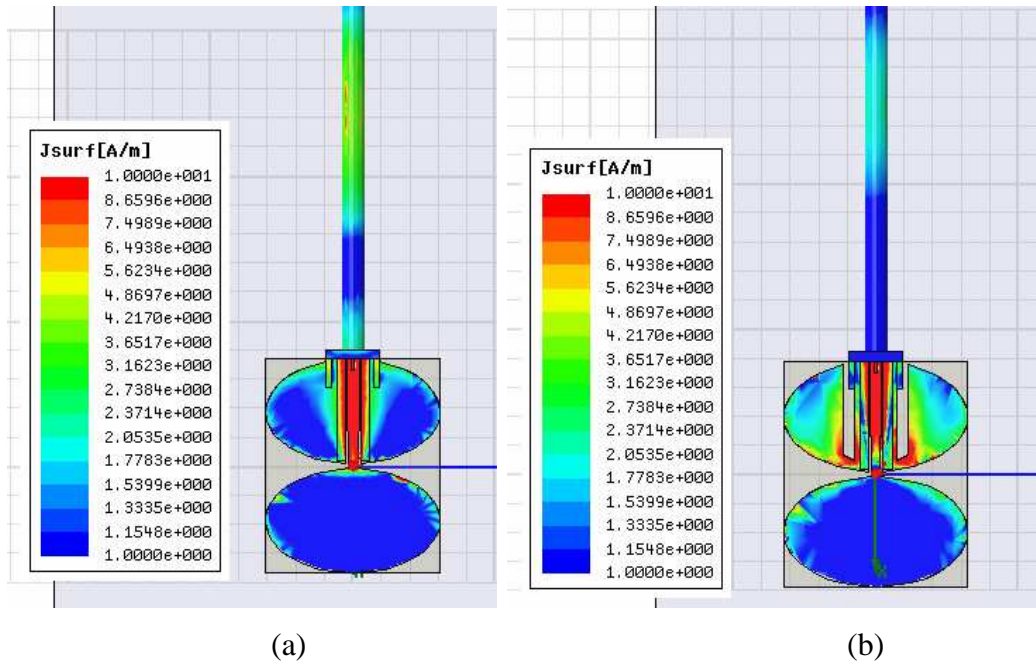 Jsurf[A/m]
1.0000e+001
8.6596e+000
7.4989e+000
6.4938e+000
5.6234e+000
4.8697e+000
4.2170e+000
3.6517e+000
3.1623e+000
2.7384e+000
2.3714e+000
2.0535e+000
1.7783e+000
1.5399e+000
1.3335e+000
1.1548e+000
1.0000e+000
Jsurf[A/m]
1.0000e+001
8.6596e+000
7.4989e+000
6.4938e+000
5.6234e+000
4.8697e+000
4.2170e+000
3.6517e+000
3.1623e+000
2.7384e+000
2.3714e+000
2.0535e+000
1.7783e+000
1.5399e+000
1.3335e+000
1.1548e+000
1.0000e+000
(a)
(b)